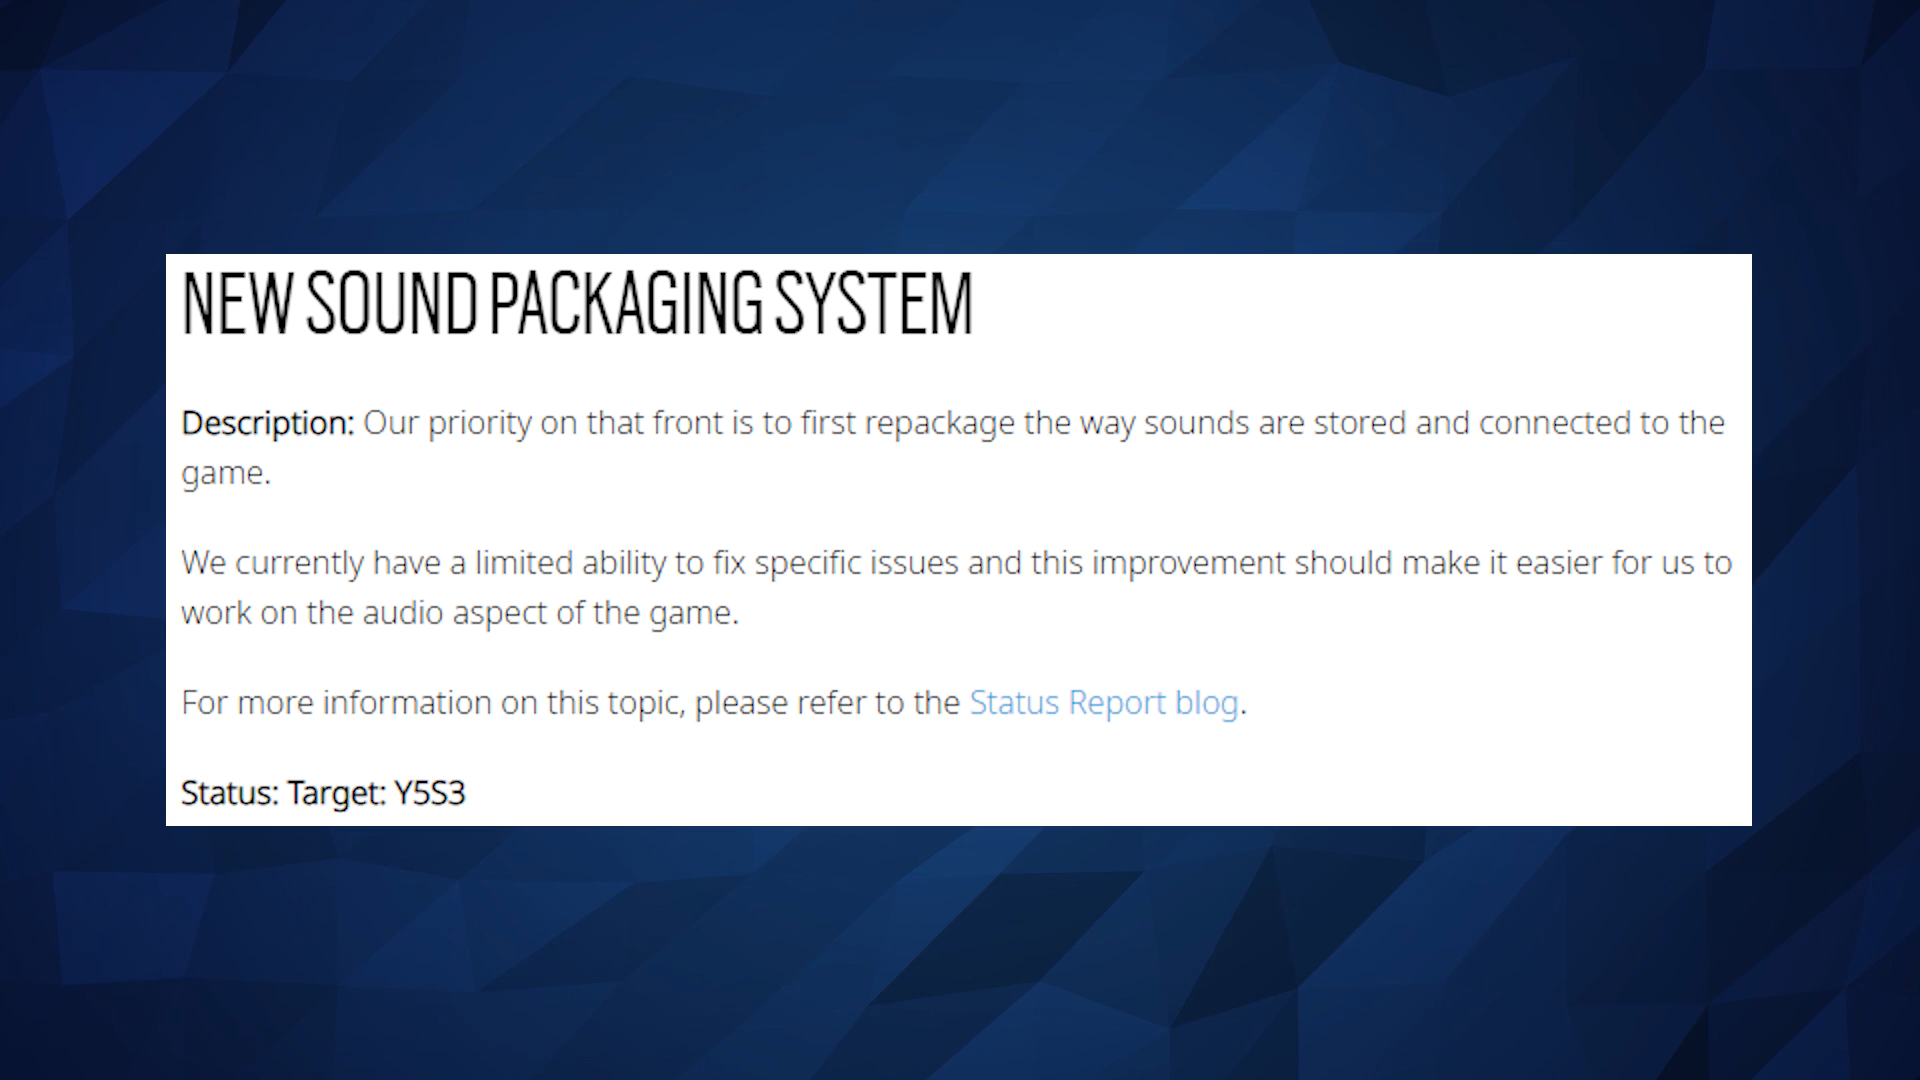 NEW SOUND PACKAGING SYSTEM
Description: Our priority on that front is to first repackage the way sounds are stored and connected to the
game.
We currently have a limited ability to fix specific issues and this improvement should make it easier for us to
work on the audio aspect of the game.
For more information on this topic, please refer to the Status Report blog.
Status: Target: Y5S3